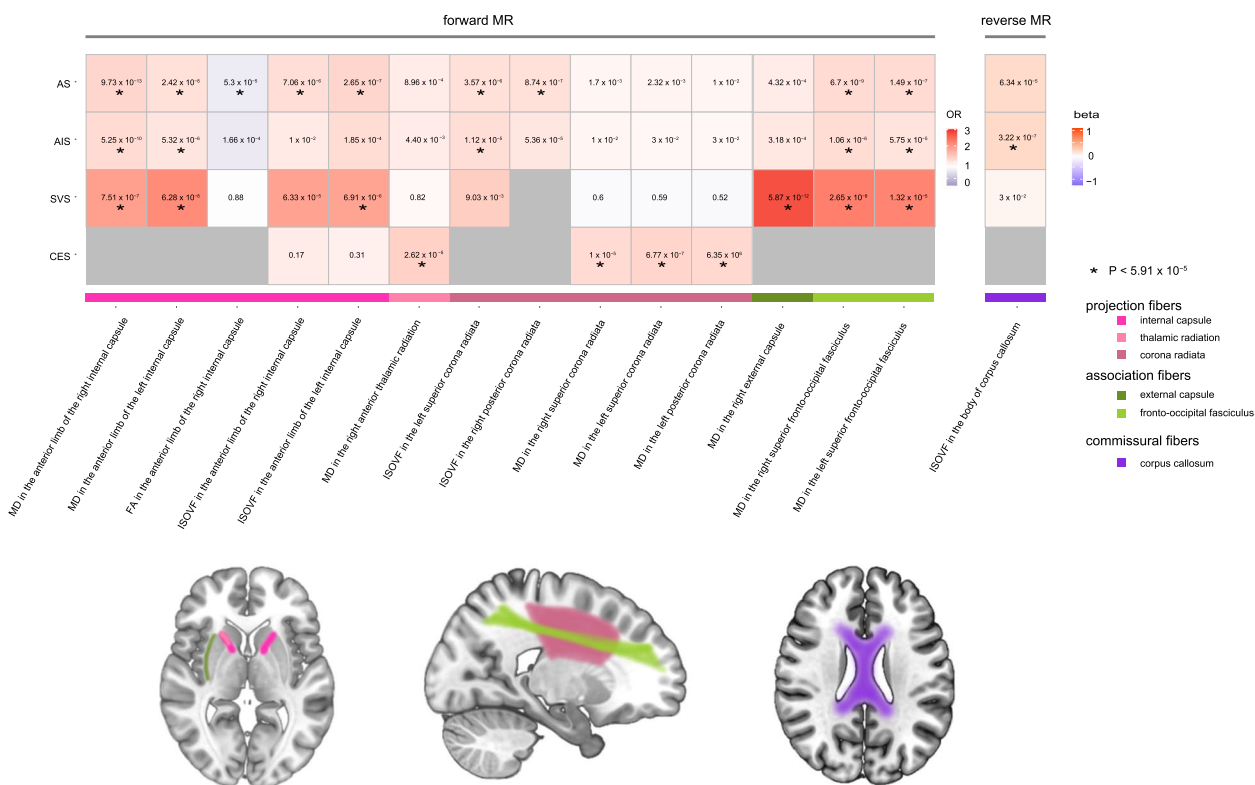 forward MR
reverse MR
AS 9.73 x 10⁻¹³ * 2.42 x 10⁻⁸ * 5.3 x 10⁻⁶ * 7.06 x 10⁻⁶ * 2.65 x 10⁻⁷ * 8.96 x 10⁻⁴ 3.57 x 10⁻⁶ * 8.74 x 10⁻⁷ * 1.7 x 10⁻³ 2.32 x 10⁻³ 1 x 10⁻² 4.32 x 10⁻⁴ 6.7 x 10⁻⁹ * 1.49 x 10⁻⁷ * 6.34 x 10⁻⁵
AIS 5.25 x 10⁻¹⁰ * 5.32 x 10⁻⁶ * 1.66 x 10⁻⁴ 1 x 10⁻² 1.85 x 10⁻⁴ 4.40 x 10⁻³ 1.12 x 10⁻⁵ * 5.36 x 10⁻⁵ 1 x 10⁻² 3 x 10⁻² 3 x 10⁻² 3.18 x 10⁻⁴ 1.06 x 10⁻⁶ * 5.75 x 10⁻⁵ * 3.22 x 10⁻⁷ *
SVS 7.51 x 10⁻⁷ * 6.28 x 10⁻⁸ * 0.88 6.33 x 10⁻⁵ 6.91 x 10⁻⁶ * 0.82 9.03 x 10⁻³ 0.6 0.59 0.52 5.87 x 10⁻¹² * 2.65 x 10⁻⁸ * 1.32 x 10⁻⁵ * 3 x 10⁻²
CES 0.17 0.31 2.62 x 10⁻⁶ * 1 x 10⁻⁶ * 6.77 x 10⁻⁷ * 6.35 x 10⁶ *
OR
3
2
1
0
beta
1
0
−1
* P < 5.91 x 10⁻⁵
projection fibers
internal capsule
thalamic radiation
corona radiata
association fibers
external capsule
fronto-occipital fasciculus
commissural fibers
corpus callosum
MD in the anterior limb of the right internal capsule
MD in the anterior limb of the left internal capsule
FA in the anterior limb of the right internal capsule
ISOVF in the anterior limb of the right internal capsule
ISOVF in the anterior limb of the left internal capsule
MD in the right anterior thalamic radiation
ISOVF in the left superior corona radiata
ISOVF in the right posterior corona radiata
MD in the right superior corona radiata
MD in the left superior corona radiata
MD in the left posterior corona radiata
MD in the right external capsule
MD in the right superior fronto-occipital fasciculus
MD in the left superior fronto-occipital fasciculus
ISOVF in the body of corpus callosum